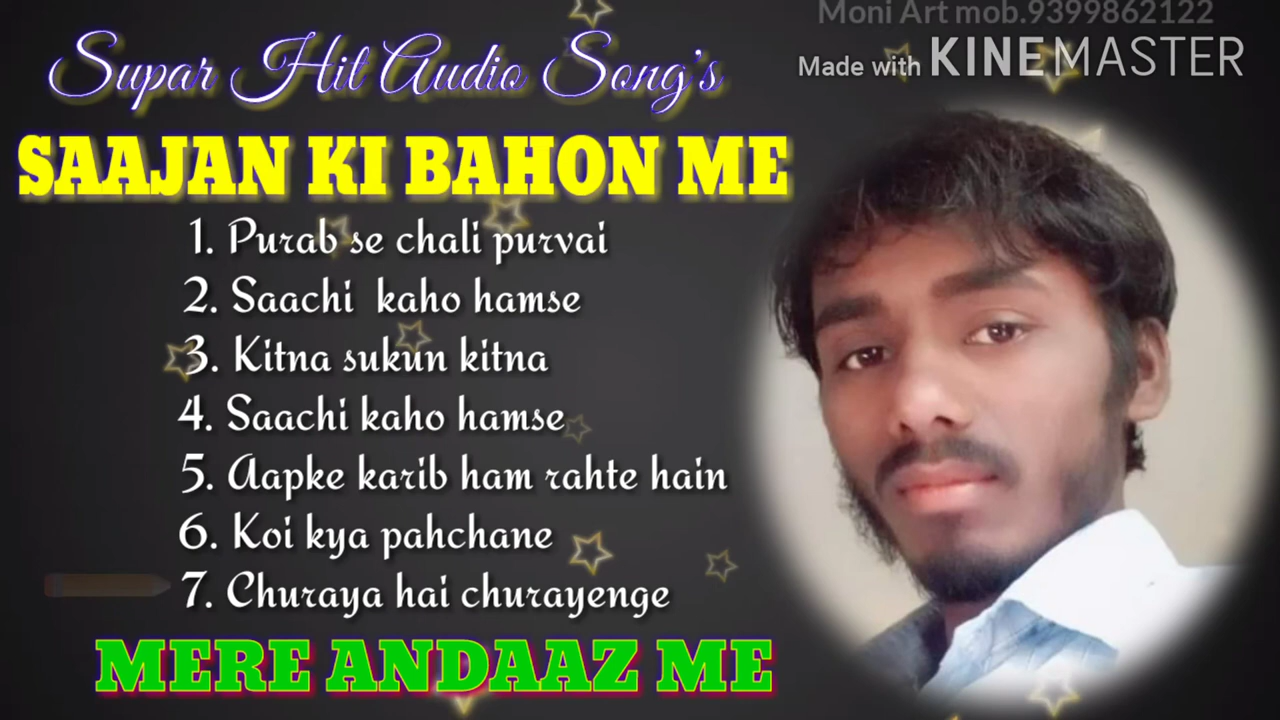 Moni Art mob.9399862122
Made with KINEMASTER
Supar Hit Audio Song's
SAAJAN KI BAHON ME
1. Purab se chali purvai
2. Saachi kaho hamse
3. Kitna sukun kitna
4. Saachi kaho hamse
5. Aapke karib ham rahte hain
6. Koi kya pahchane
7. Churaya hai churayenge
MERE ANDAAZ ME